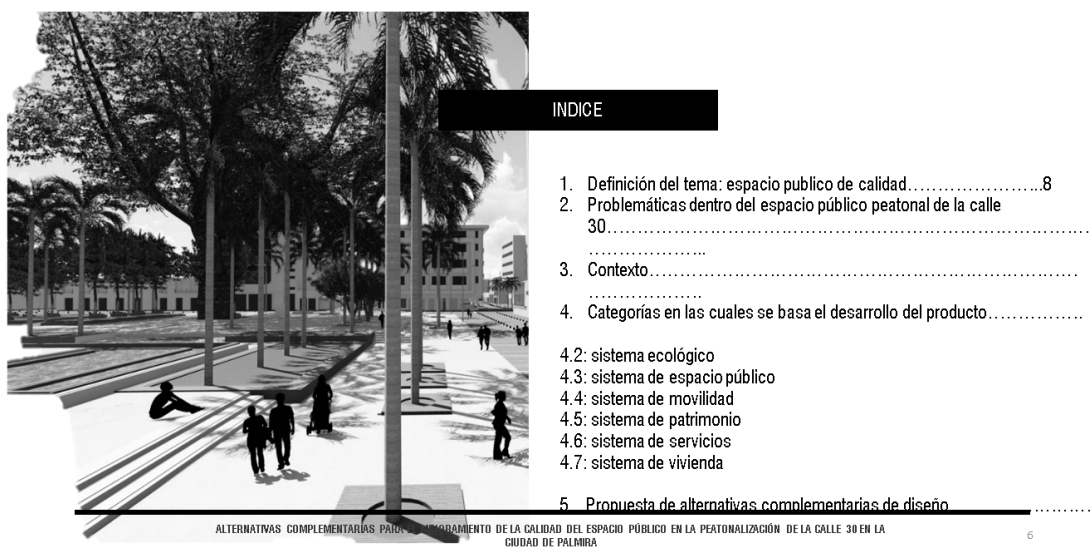 INDICE
1. Definición del tema: espacio publico de calidad…………………...8
2. Problemáticas dentro del espacio público peatonal de la calle
30…………………………………………………………………………
………………..
3. Contexto………………………………………………………………
………………..
4. Categorías en las cuales se basa el desarrollo del producto…………….
4.2: sistema ecológico
4.3: sistema de espacio público
4.4: sistema de movilidad
4.5: sistema de patrimonio
4.6: sistema de servicios
4.7: sistema de vivienda
5 Propuesta de alternativas complementarias de diseño
…………
ALTERNATIVAS COMPLEMENTARIAS PARA MEJORAMIENTO DE LA CALIDAD DEL ESPACIO PÚBLICO EN LA PEATONALIZACIÓN DE LA CALLE 30 EN LA
CIUDAD DE PALMIRA
6